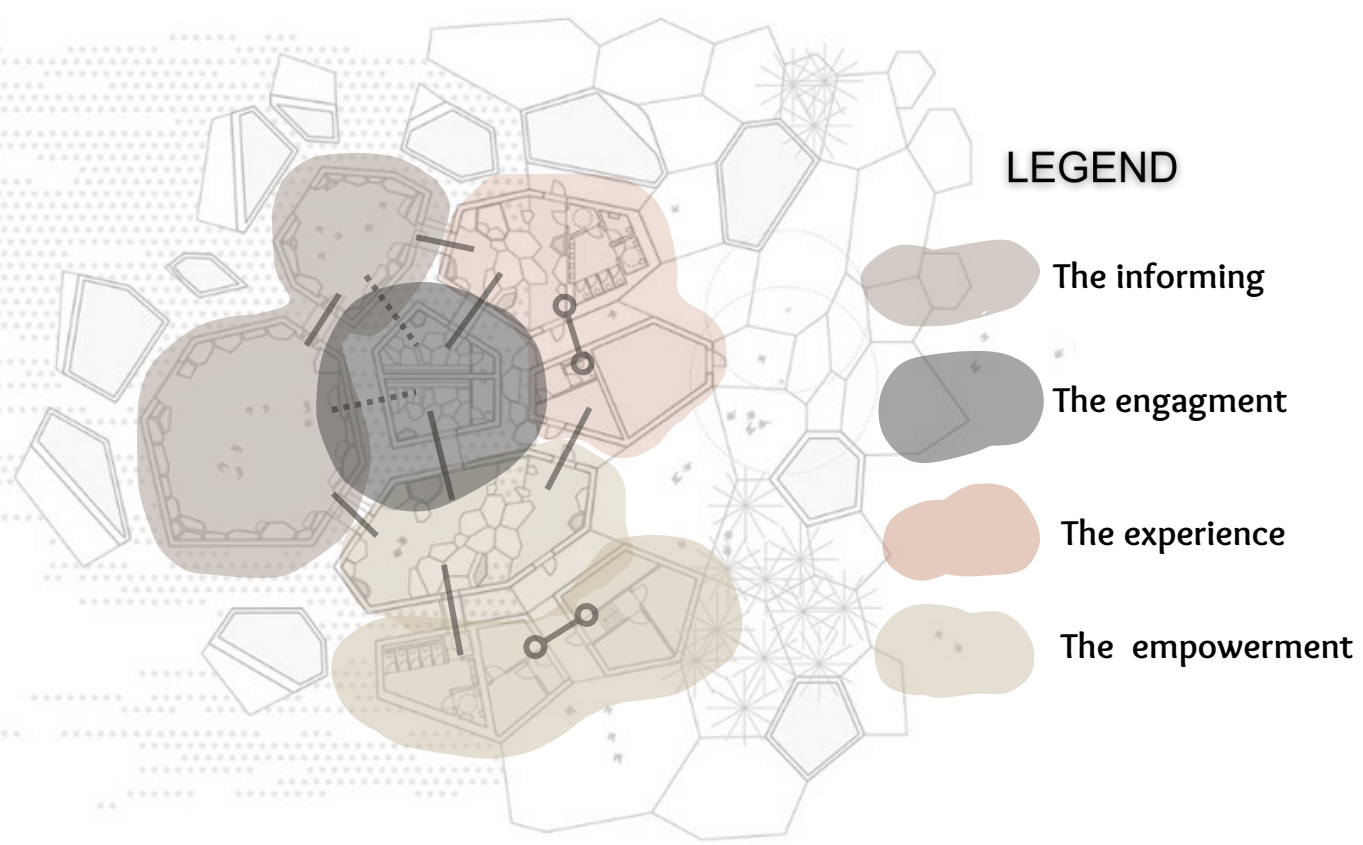 LEGEND
The informing
The engagment
The experience
The empowerment